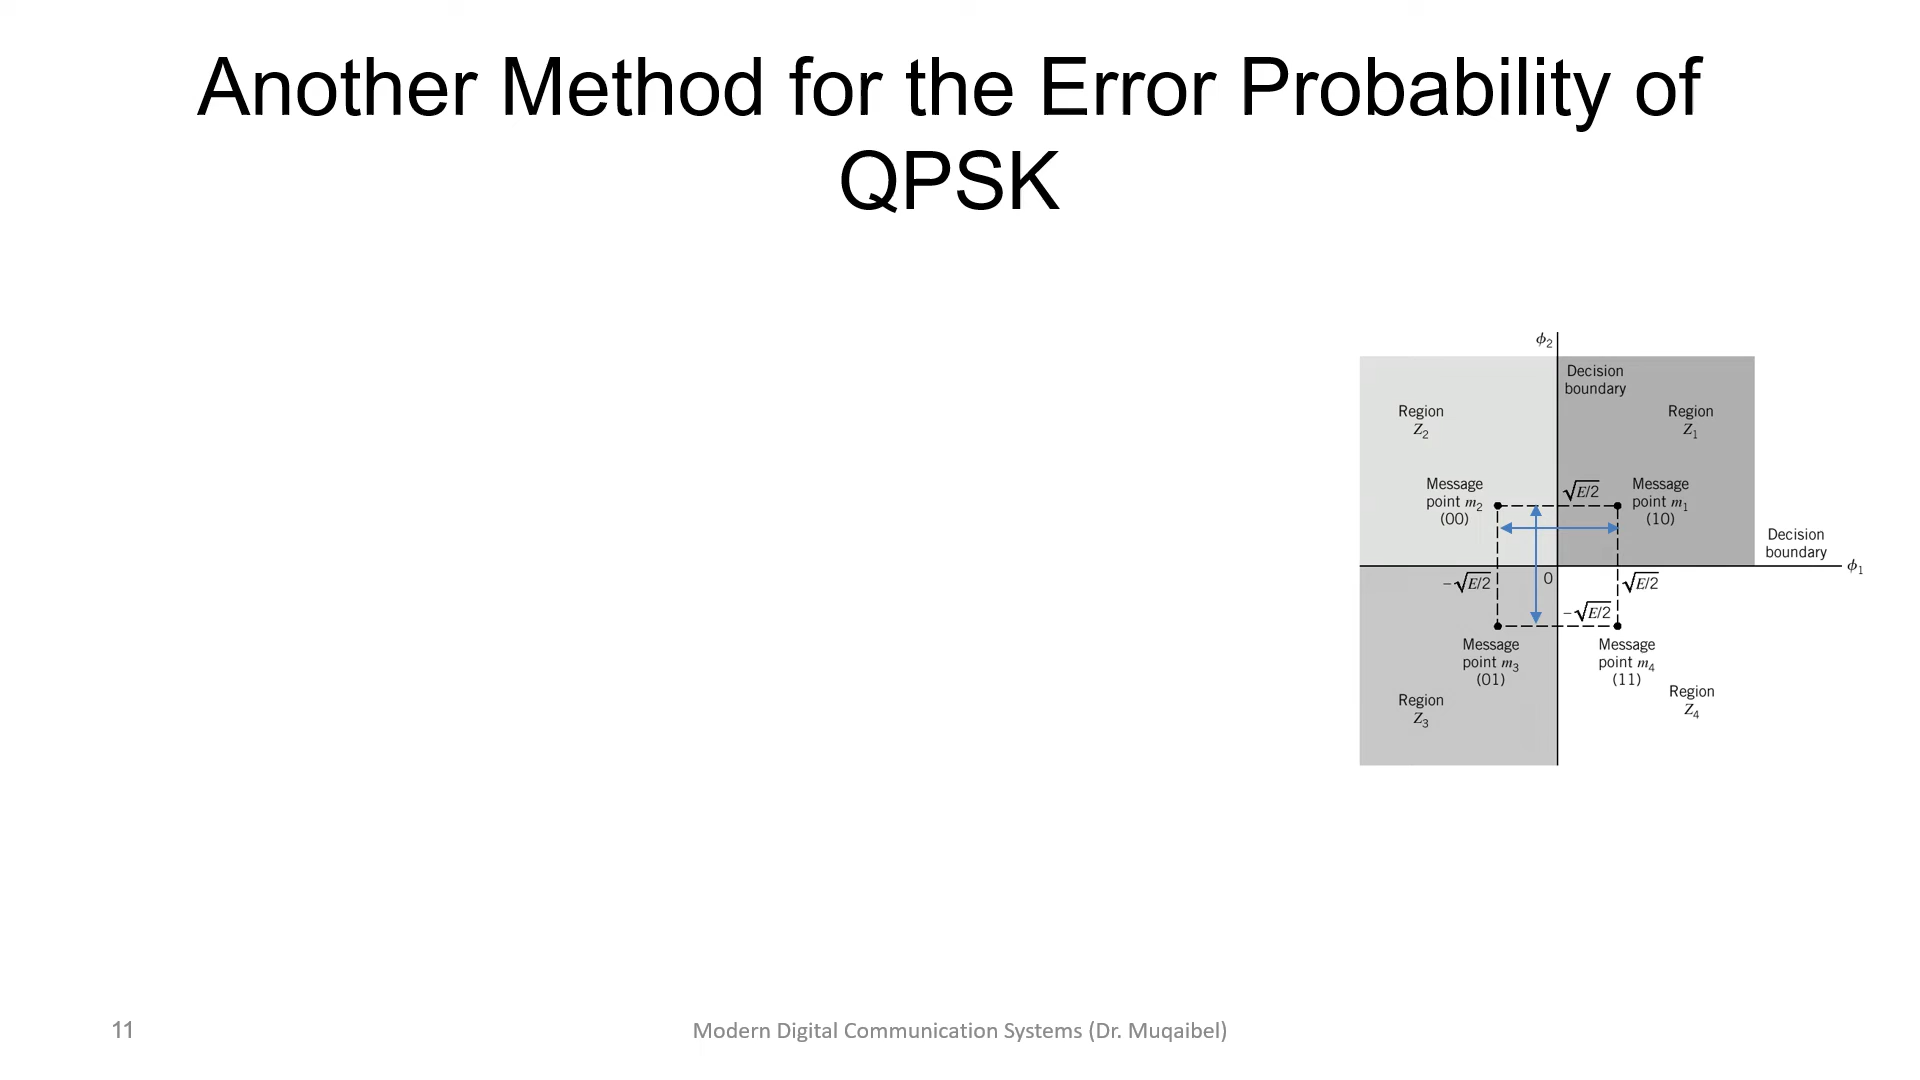 Another Method for the Error Probability of
QPSK
ϕ2
Decision
boundary
Region
Z2
Region
Z1
Message
point m2
(00)
√E/2
Message
point m1
(10)
Decision
boundary
ϕ1
−√E/2
0
√E/2
−√E/2
Message
point m3
(01)
Message
point m4
(11)
Region
Z3
Region
Z4
11
Modern Digital Communication Systems (Dr. Muqaibel)